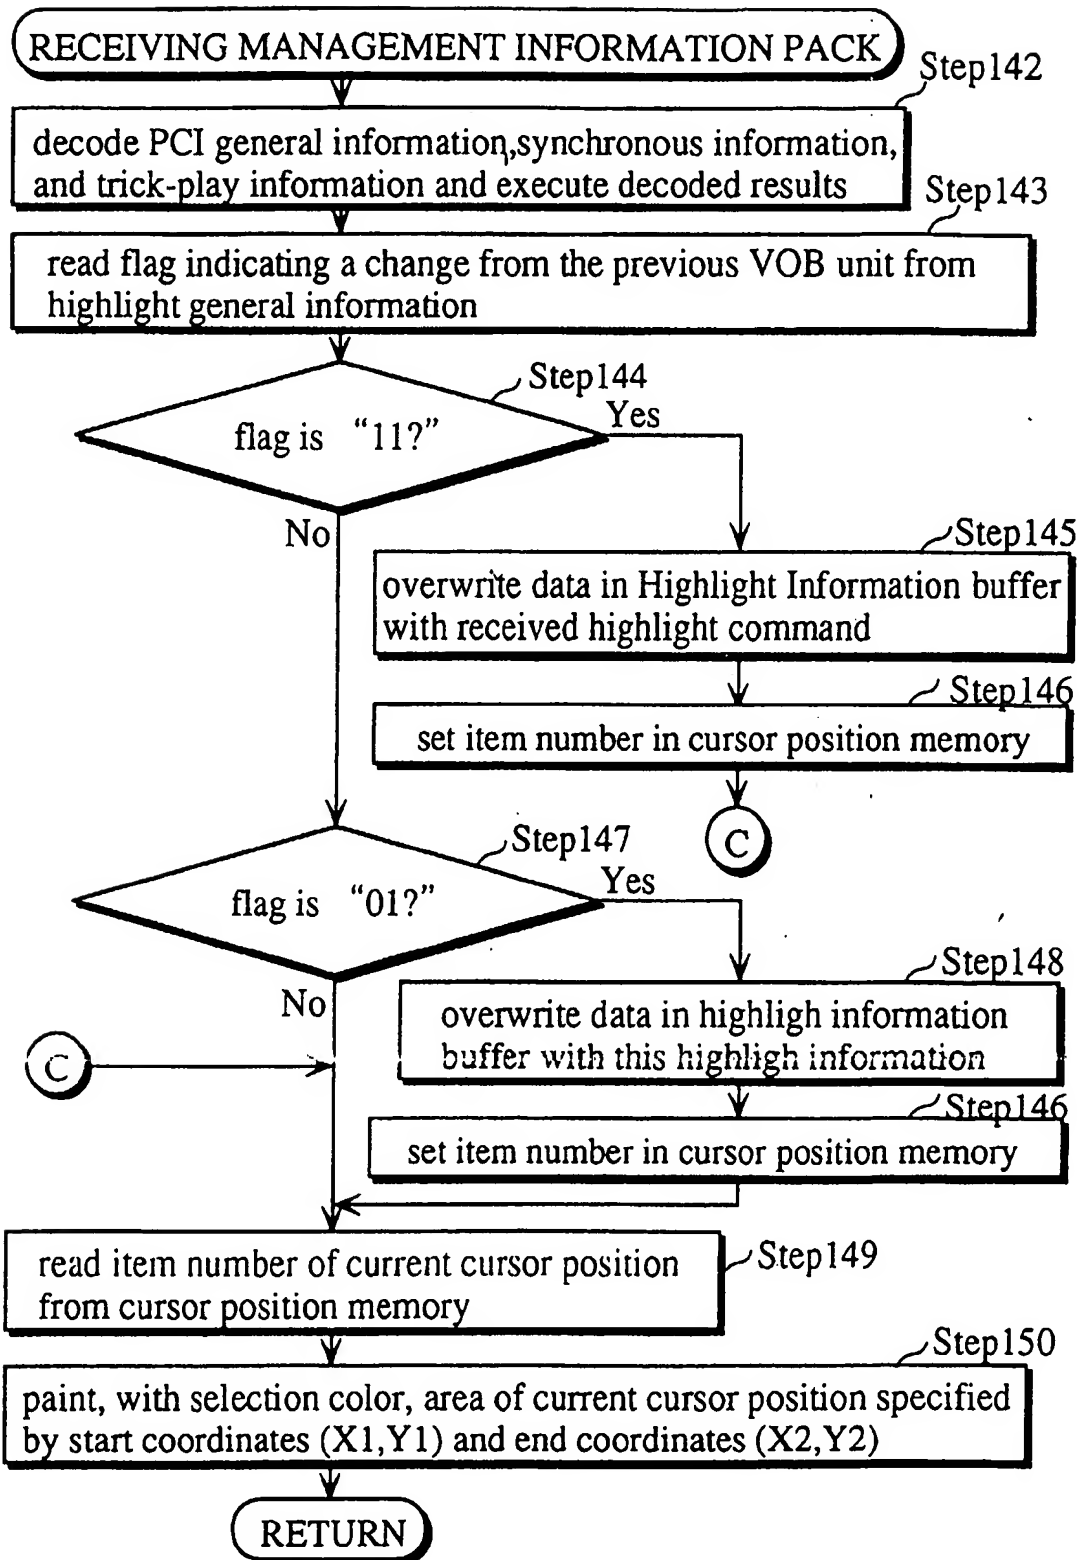 RECEIVING MANAGEMENT INFORMATION PACK
Step142
decode PCI general information,synchronous information,
and trick-play information and execute decoded results
Step143
read flag indicating a change from the previous VOB unit from
highlight general information
Step144
flag is “11?”
Yes
No
Step145
overwrite data in Highlight Information buffer
with received highlight command
Step146
set item number in cursor position memory
C
Step147
flag is “01?”
Yes
No
Step148
overwrite data in highligh information
buffer with this highligh information
C
Step146
set item number in cursor position memory
Step149
read item number of current cursor position
from cursor position memory
Step150
paint, with selection color, area of current cursor position specified
by start coordinates (X1,Y1) and end coordinates (X2,Y2)
RETURN